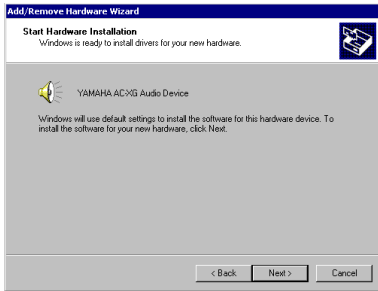 Add/Remove Hardware Wizard
Start Hardware Installation
Windows is ready to install drivers for your new hardware.
YAMAHA AC-XG Audio Device
Windows will use default settings to install the software for this hardware device. To
install the software for your new hardware, click Next.
< Back
Next >
Cancel